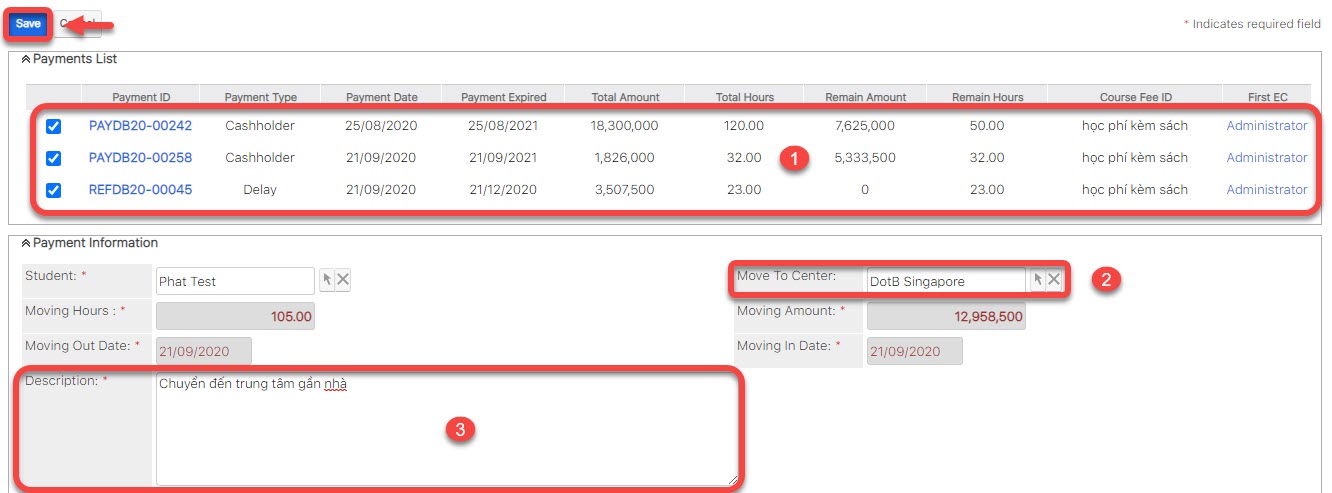 Save Cancel
* Indicates required field
Payments List
Payment ID Payment Type Payment Date Payment Expired Total Amount Total Hours Remain Amount Remain Hours Course Fee ID First EC
PAYDB20-00242 Cashholder 25/08/2020 25/08/2021 18,300,000 120.00 7,625,000 50.00 học phí kèm sách Administrator
PAYDB20-00258 Cashholder 21/09/2020 21/09/2021 1,826,000 32.00 1 5,333,500 32.00 học phí kèm sách Administrator
REFDB20-00045 Delay 21/09/2020 21/12/2020 3,507,500 23.00 0 23.00 học phí kèm sách Administrator
Payment Information
Student: * Phat Test Move To Center: DotB Singapore 2
Moving Hours : * 105.00 Moving Amount: * 12,958,500
Moving Out Date: * 21/09/2020 Moving In Date: * 21/09/2020
Description: * Chuyển đến trung tâm gần nhà
3